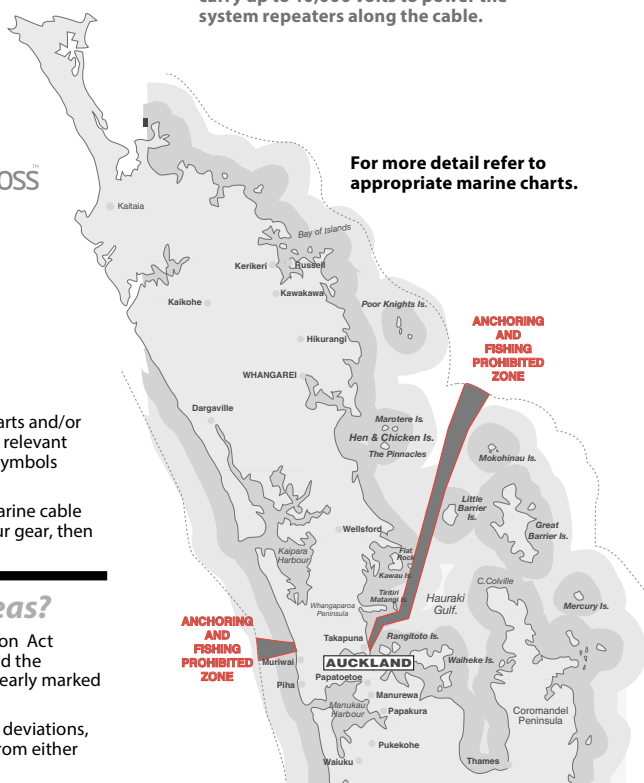 system repeaters along the cable.
oss™
For more detail refer to
appropriate marine charts.
Kaitaia
Bay of Islands
Kerikeri
Russell
Kaikohe
Kawakawa
Poor Knights Is.
Hikurangi
ANCHORING
AND
FISHING
PROHIBITED
ZONE
WHANGAREI
Dargaville
arts and/or
relevant
ymbols
Marotere Is.
Hen & Chicken Is.
The Pinnacles
Mokohinau Is.
arine cable
ur gear, then
Little
Barrier
Is.
Great
Barrier Is.
Wellsford
Kaipara
Harbour
Flat
Rock
Kawau Is.
C.Colville
eas?
Tiritiri
Matangi Is.
Whangaparoa
Peninsula
Hauraki
Gulf.
Mercury Is.
ANCHORING
AND
FISHING
PROHIBITED
ZONE
on Act
d the
early marked
Takapuna
Rangitoto Is.
Muriwai
AUCKLAND
Waiheke Is.
Piha
Papatoetoe
Manurewa
Manukau
Harbour
Papakura
Coromandel
Peninsula
deviations,
rom either
Pukekohe
Waiuku
Thames